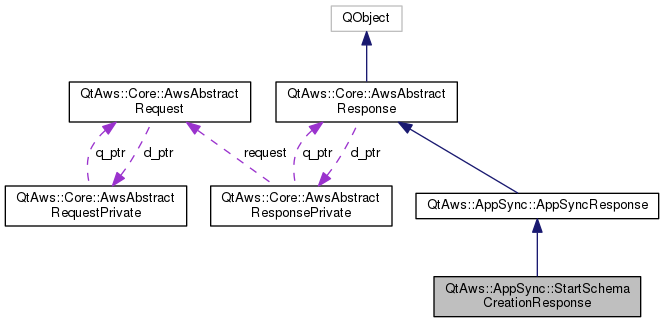 QObject
QtAws::Core::AwsAbstract
Request
QtAws::Core::AwsAbstract
Response
q_ptr
d_ptr
request
q_ptr
d_ptr
QtAws::Core::AwsAbstract
RequestPrivate
QtAws::Core::AwsAbstract
ResponsePrivate
QtAws::AppSync::AppSyncResponse
QtAws::AppSync::StartSchema
CreationResponse